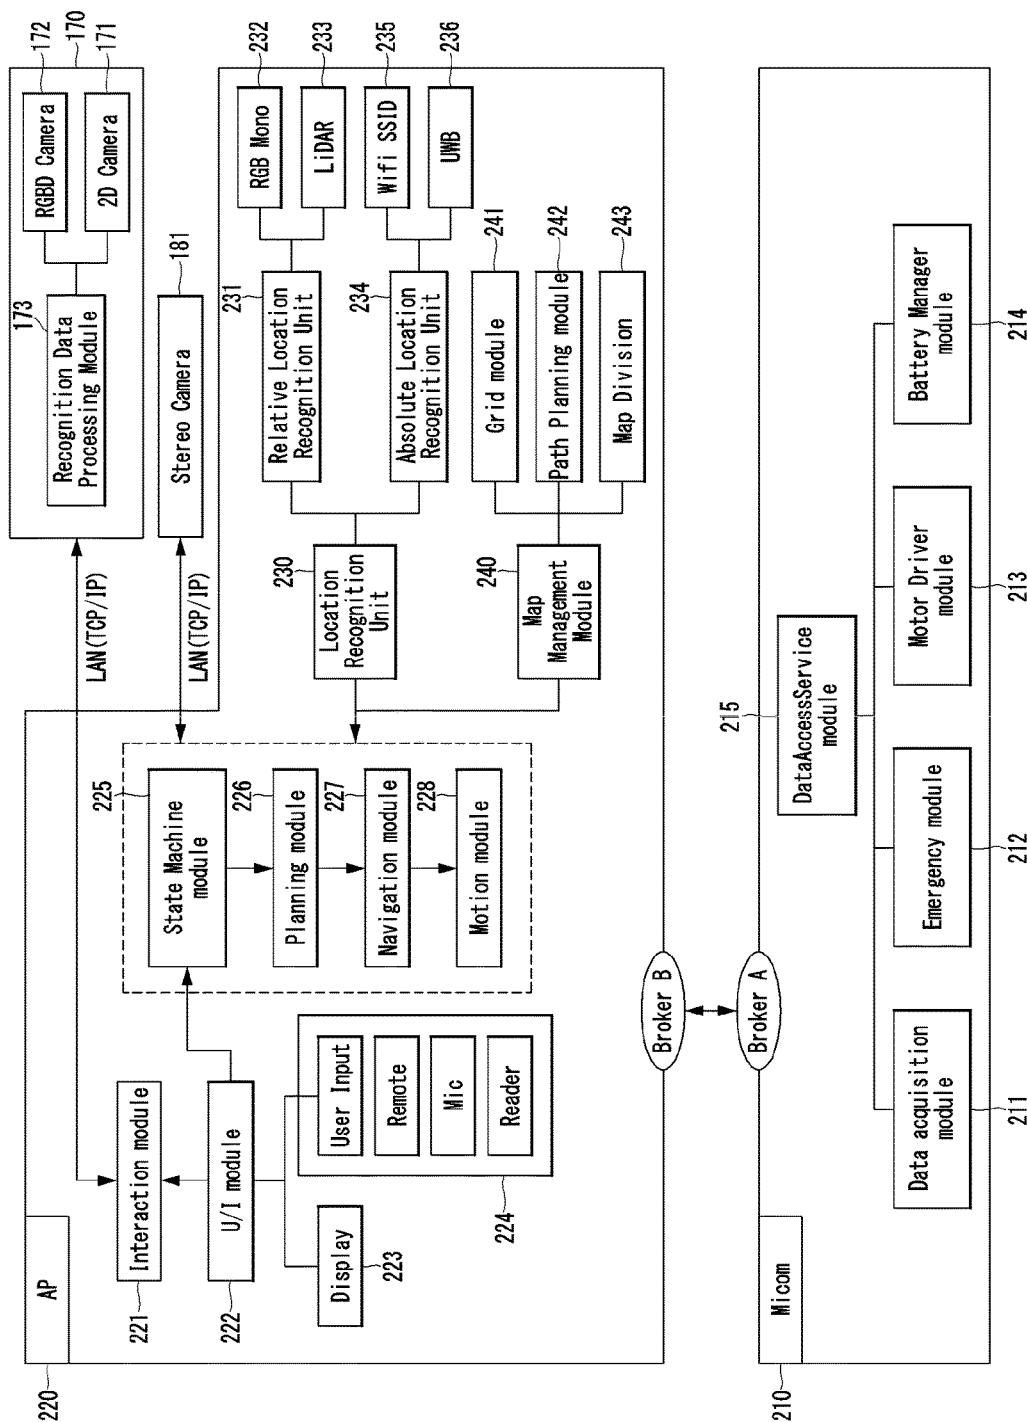 220
AP
221
Interaction module
222
U/I module
Display
223
224
User Input
Remote
Mic
Reader
225
State Machine
module
226
Planning module
227
Navigation module
228
Motion module
LAN(TCP/IP)
LAN(TCP/IP)
170
173
Recognition Data
Processing Module
RGBD Camera
172
2D Camera
171
Stereo Camera
181
230
Location
Recognition
Unit
231
Relative Location
Recognition Unit
RGB Mono
232
LiDAR
233
234
Absolute Location
Recognition Unit
Wifi SSID
235
UWB
236
240
Map
Management
Module
Grid module
241
Path Planning module
242
Map Division
243
Broker B
Broker A
210
Micom
215
DataAccessService
module
Data acquisition
module
211
Emergency module
212
Motor Driver
module
213
Battery Manager
module
214